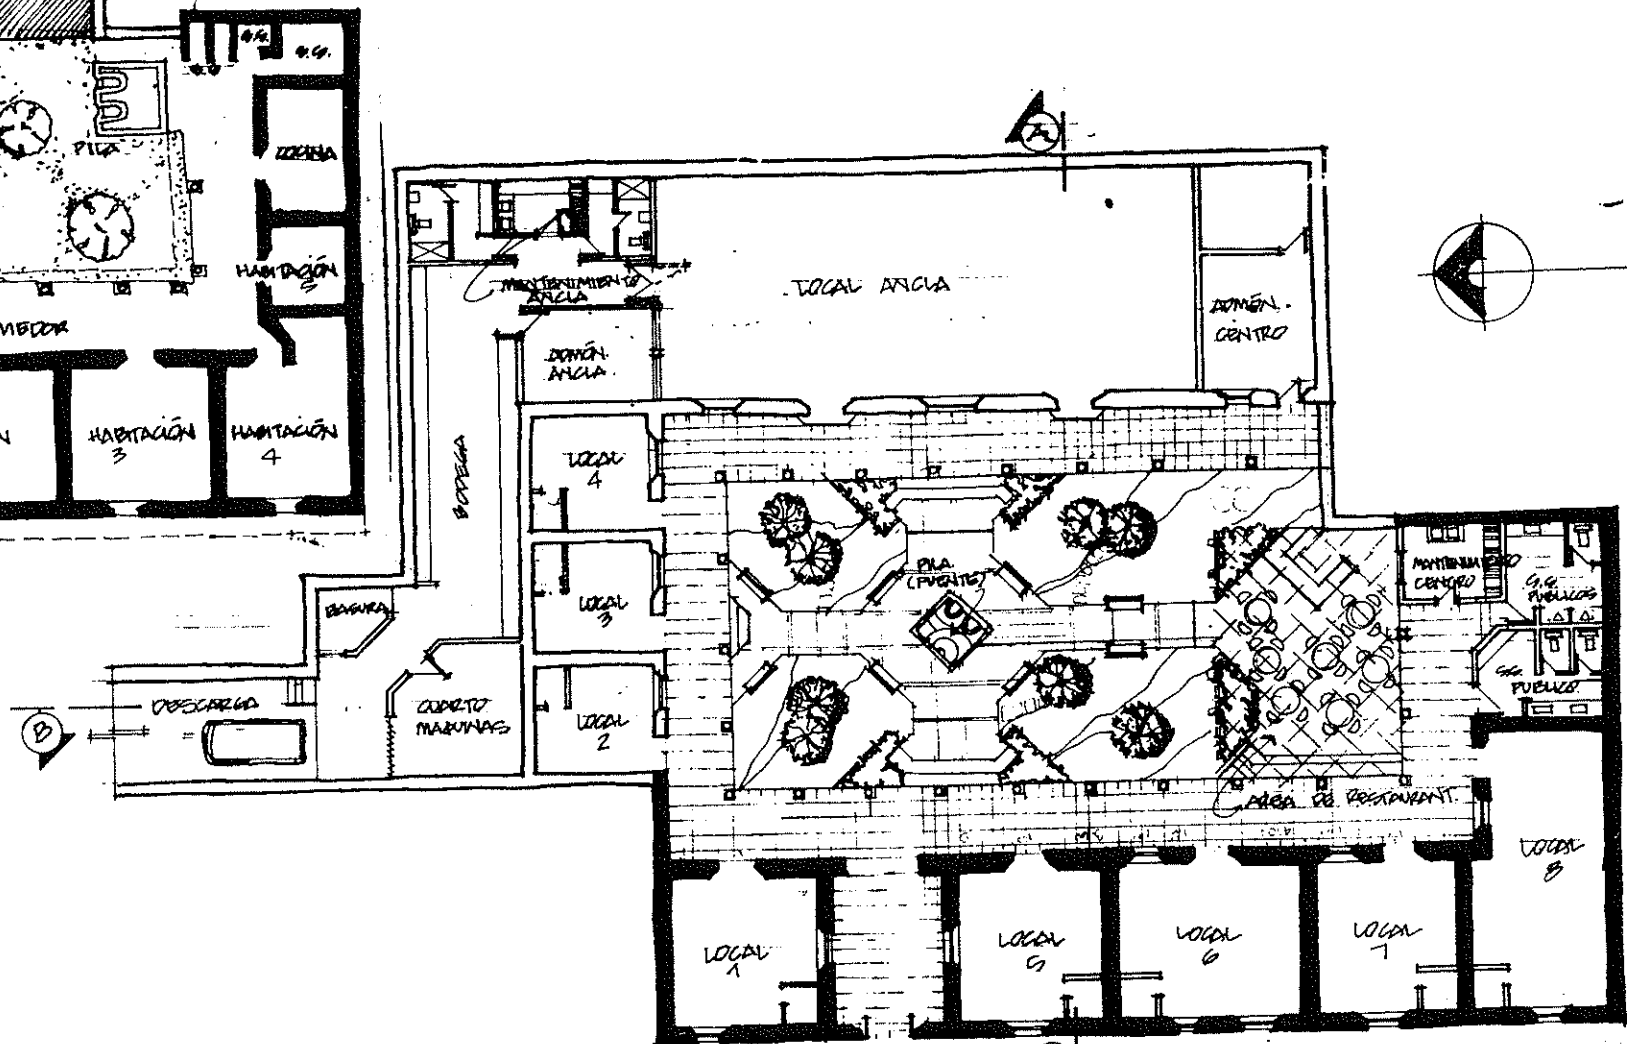 S.S.
S.S.
PILA
COCINA
HABITACIÓN
5
MEDOR
HABITACIÓN
3
HABITACIÓN
4
A
MANTENIMIENTO
ANCLA
LOCAL ANCLA
ADMÓN.
CENTRO
ADMÓN.
ANCLA.
BODEGA
LOCAL
4
LOCAL
3
LOCAL
2
PILA
(FUENTE)
MANTENIMIENTO
CENTRO
S.S.
PUBLICOS
S.S.
PUBLICO.
BASURA
DESCARGA
CUARTO
MAQUINAS
B
AREA DE RESTAURANT.
LOCAL
1
LOCAL
5
LOCAL
6
LOCAL
7
LOCAL
8